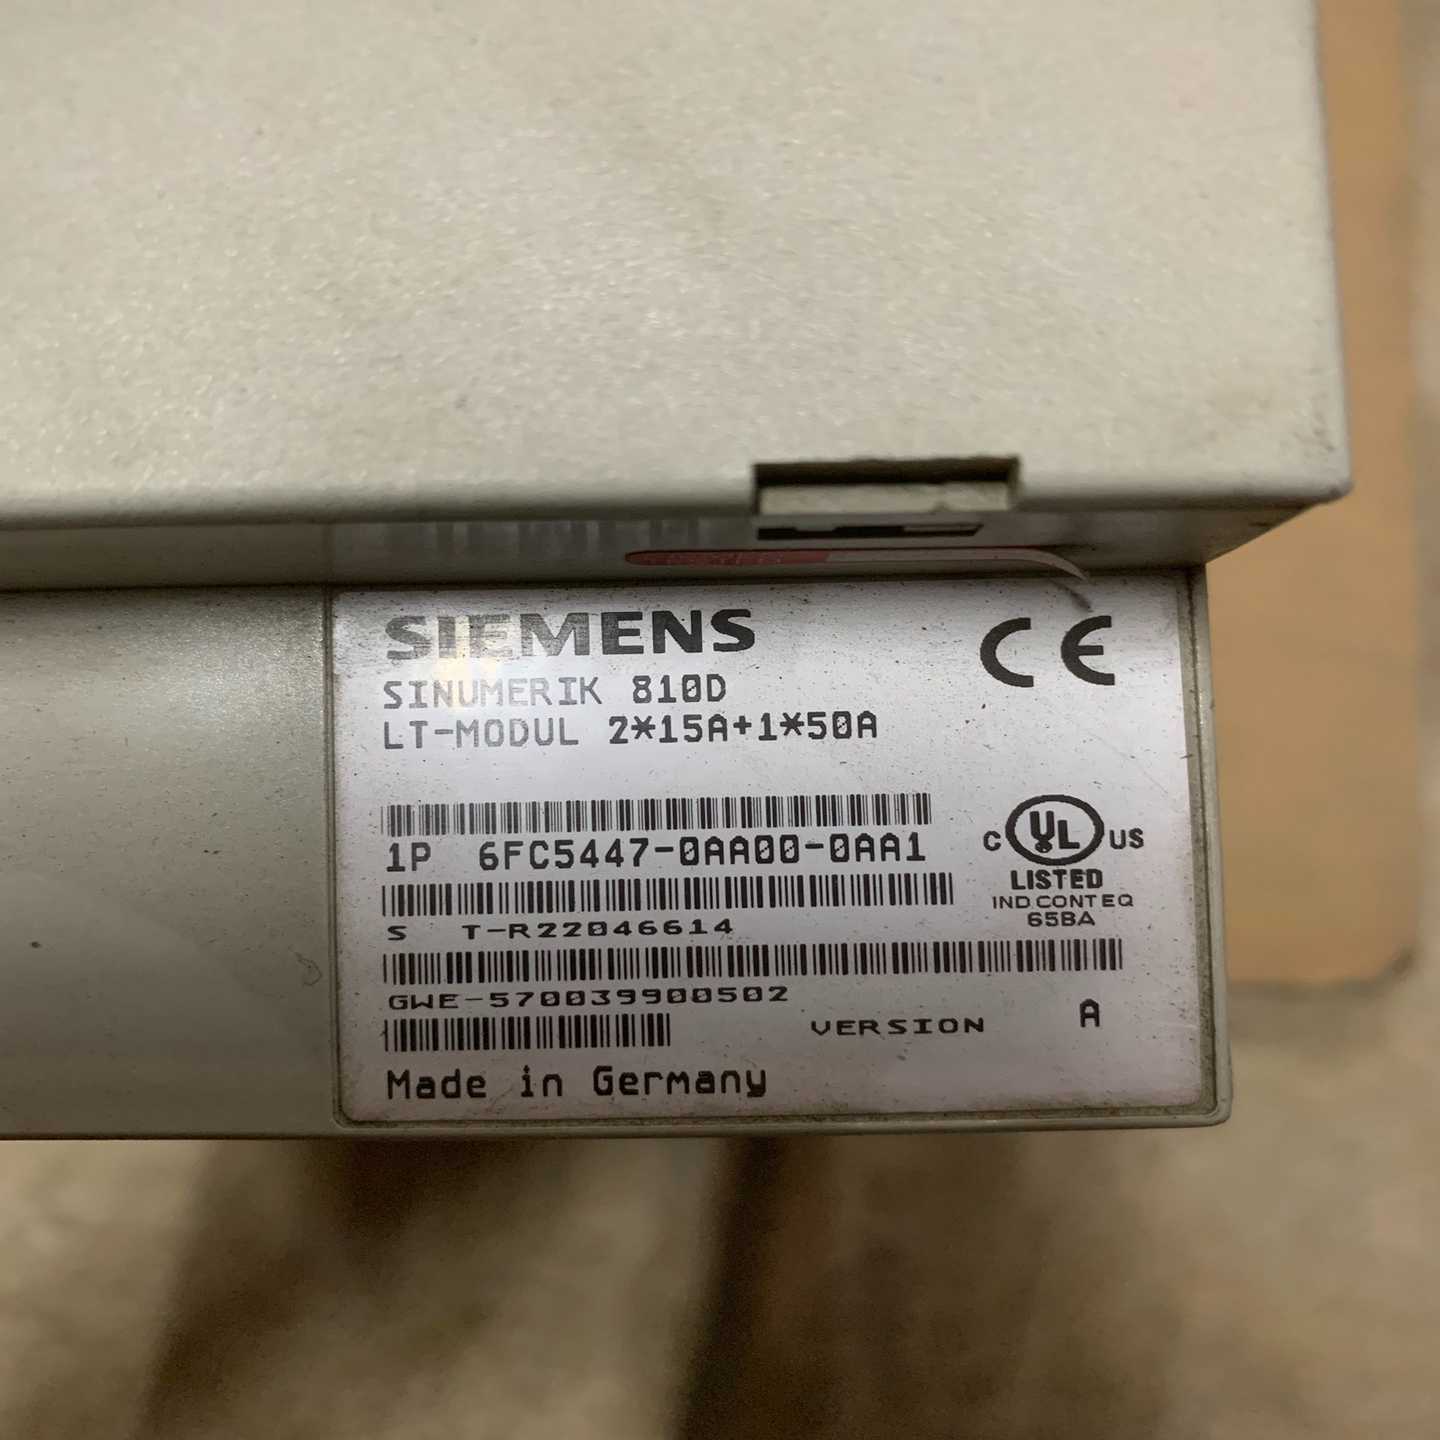 SIEMENS
CE
SINUMERIK 810D
LT-MODUL 2*15A+1*50A
1P 6FC5447-0AA00-0AA1
C UL US
LISTED
IND.CONT.EQ
65BA
S T-R22046614
GWE-570039900502
VERSION A
Made in Germany